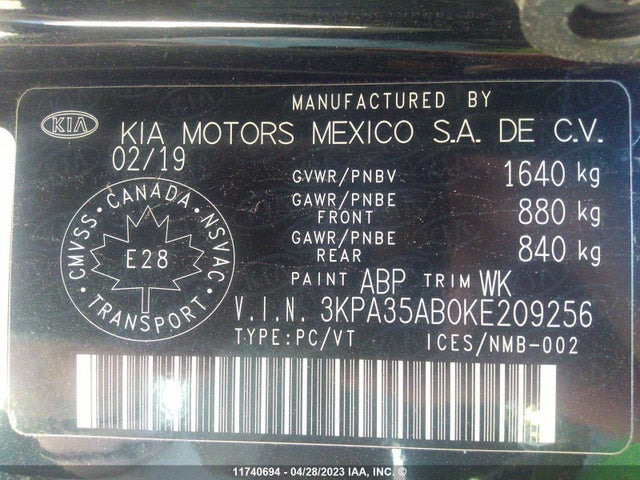 MANUFACTURED BY
KIA
KIA MOTORS MEXICO S.A. DE C.V.
02/19
GVWR/PNBV 1640 kg
GAWR/PNBE FRONT 880 kg
GAWR/PNBE REAR 840 kg
CANADA
CMVSS NSVAC
E28
TRANSPORT
PAINT ABP TRIM WK
V.I.N. 3KPA35AB0KE209256
TYPE:PC/VT ICES/NMB-002
11740694 - 04/28/2023 IAA, INC. ©